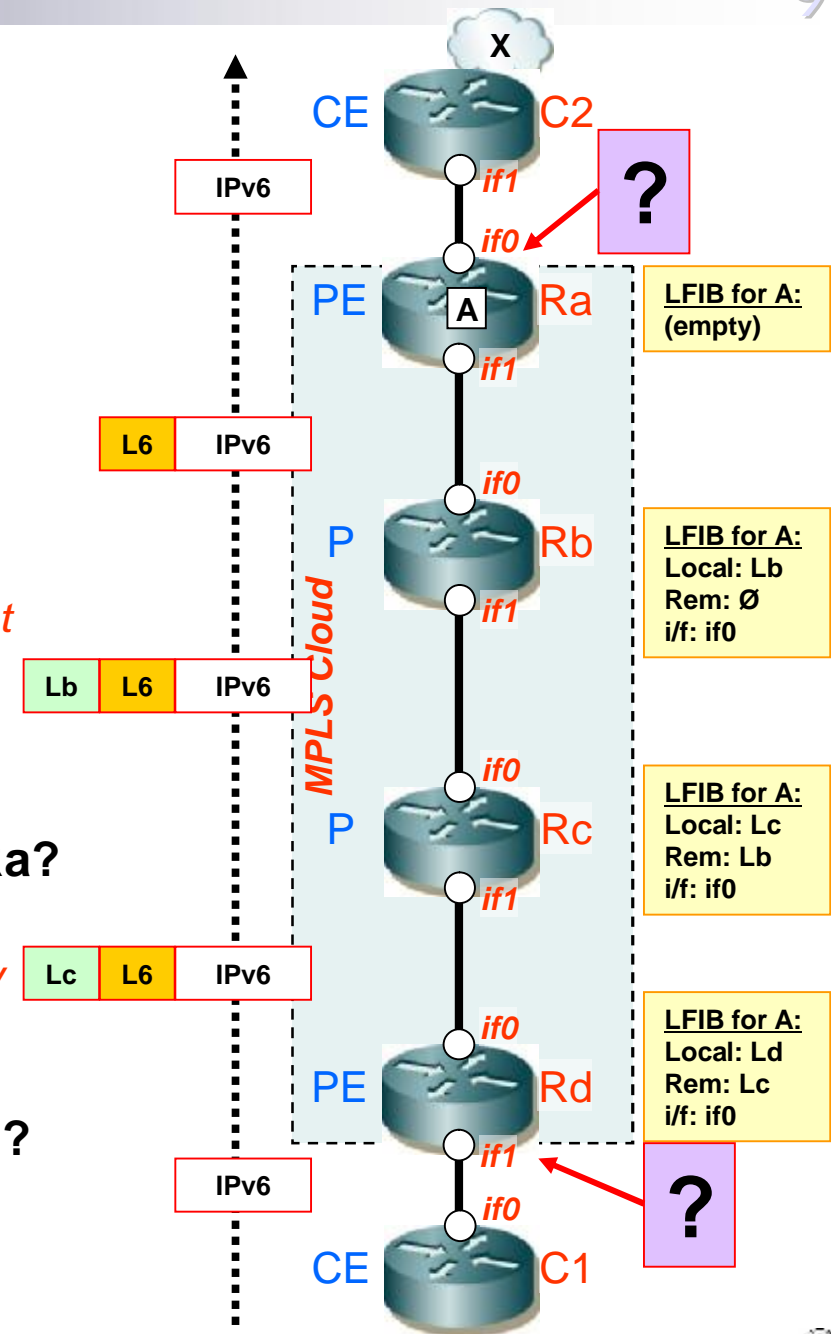 9
X
CE C2
if1
IPv6
?
if0
PE A Ra
LFIB for A:
(empty)
if1
L6 IPv6
if0
P Rb
LFIB for A:
Local: Lb
Rem: Ø
i/f: if0
if1
t
Lb L6 IPv6
MPLS Cloud
if0
P Rc
LFIB for A:
Local: Lc
Rem: Lb
i/f: if0
a?
if1
y
Lc L6 IPv6
if0
PE Rd
LFIB for A:
Local: Ld
Rem: Lc
i/f: if0
?
if1
IPv6
?
if0
CE C1